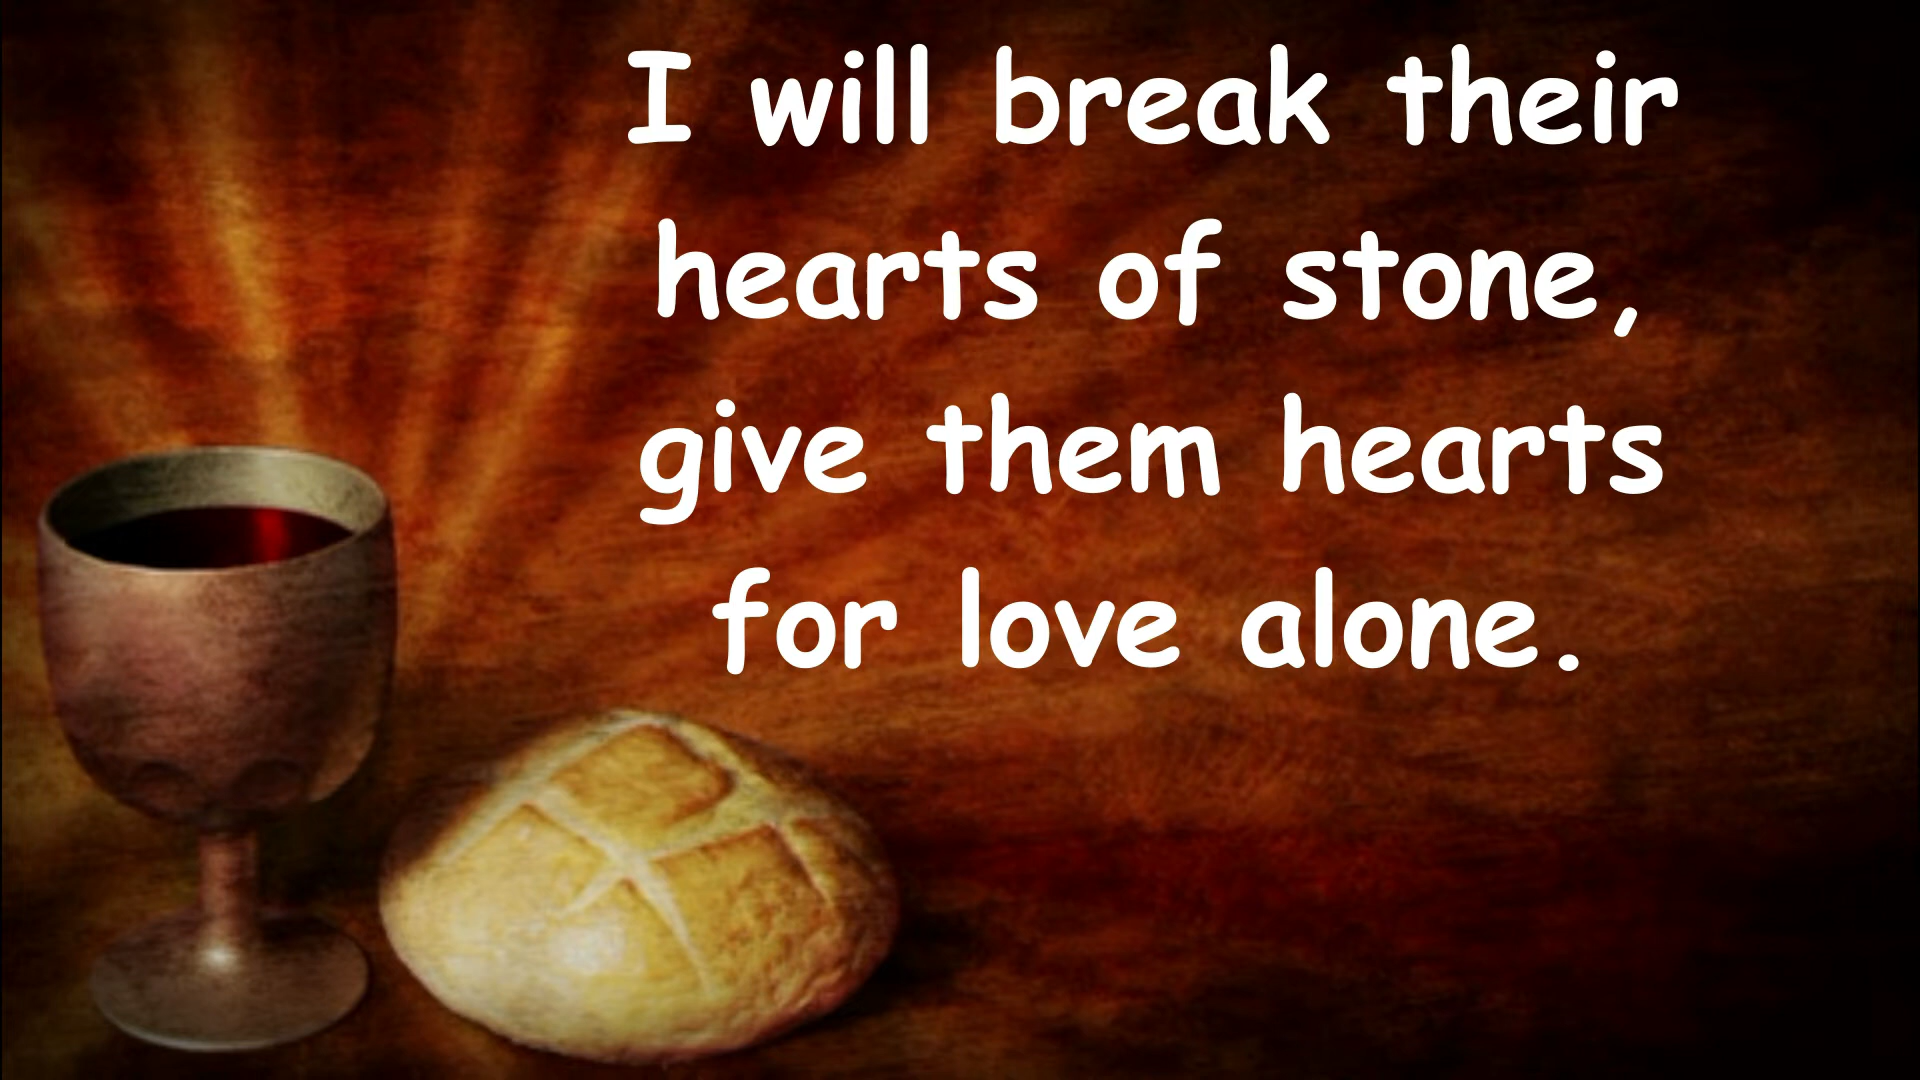 I will break their
hearts of stone,
give them hearts
for love alone.